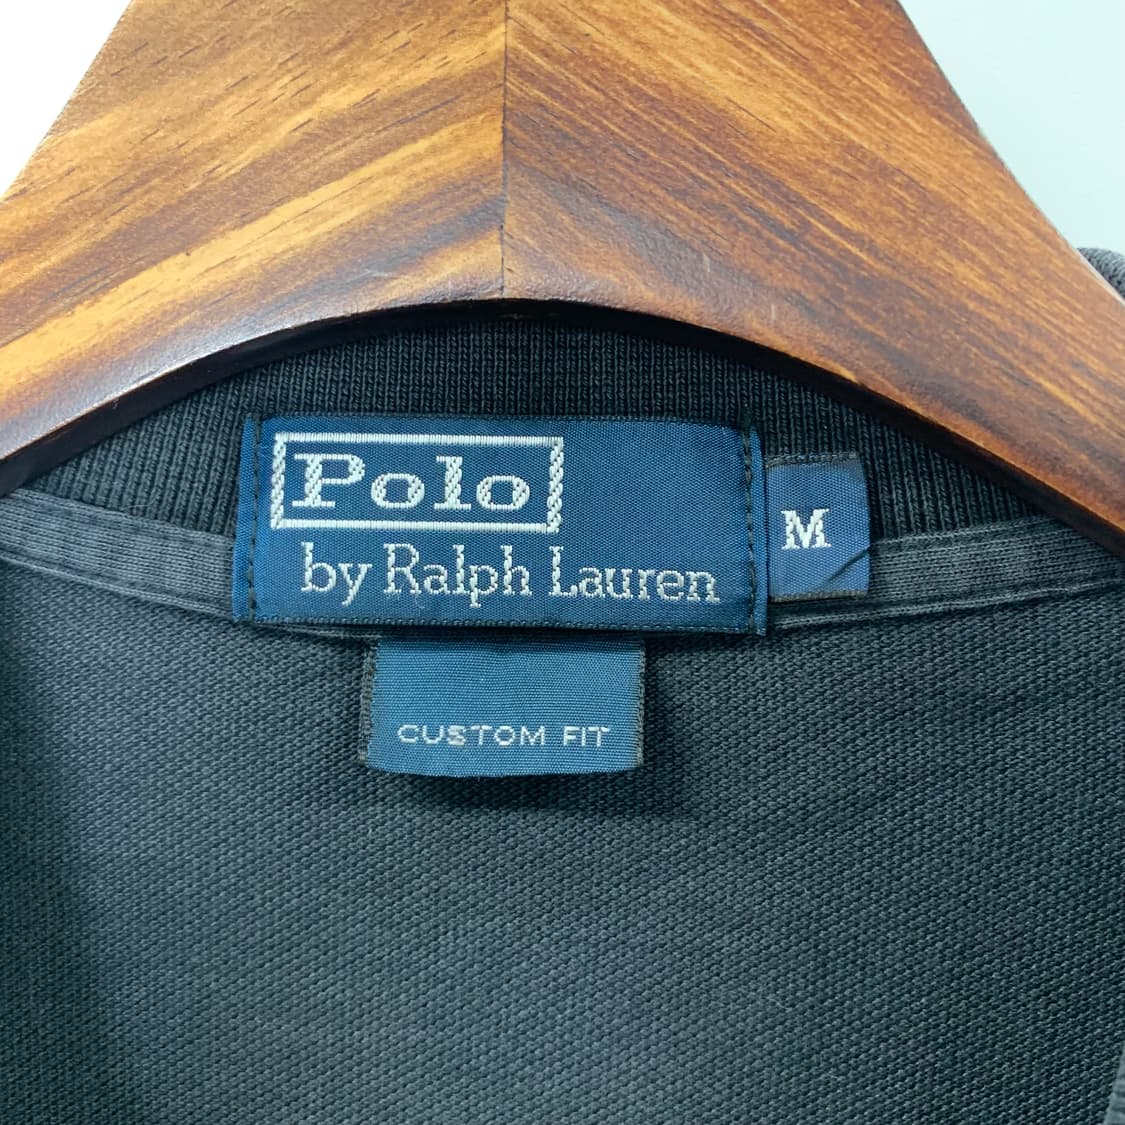 Polo
by Ralph Lauren
M
CUSTOM FIT